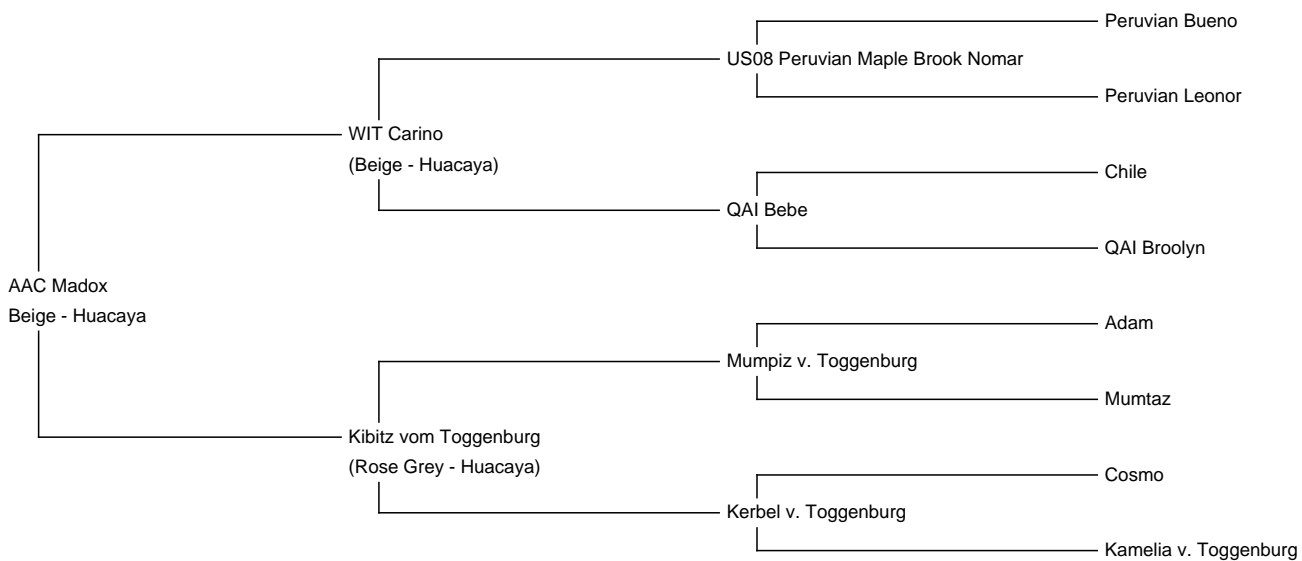 Peruvian Bueno
US08 Peruvian Maple Brook Nomar
Peruvian Leonor
WIT Carino
(Beige - Huacaya)
Chile
QAI Bebe
QAI Broolyn
AAC Madox
Beige - Huacaya
Adam
Mumpiz v. Toggenburg
Mumtaz
Kibitz vom Toggenburg
(Rose Grey - Huacaya)
Cosmo
Kerbel v. Toggenburg
Kamelia v. Toggenburg